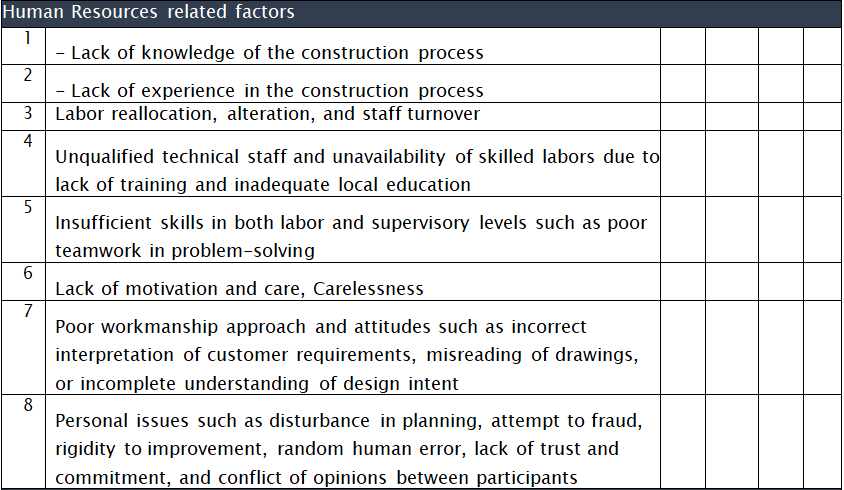 Human Resources related factors
1
- Lack of knowledge of the construction process
2
- Lack of experience in the construction process
3 Labor reallocation, alteration, and staff turnover
4
Unqualified technical staff and unavailability of skilled labors due to
lack of training and inadequate local education
5
Insufficient skills in both labor and supervisory levels such as poor
teamwork in problem-solving
6
Lack of motivation and care, Carelessness
7
Poor workmanship approach and attitudes such as incorrect
interpretation of customer requirements, misreading of drawings,
or incomplete understanding of design intent
8
Personal issues such as disturbance in planning, attempt to fraud,
rigidity to improvement, random human error, lack of trust and
commitment, and conflict of opinions between participants